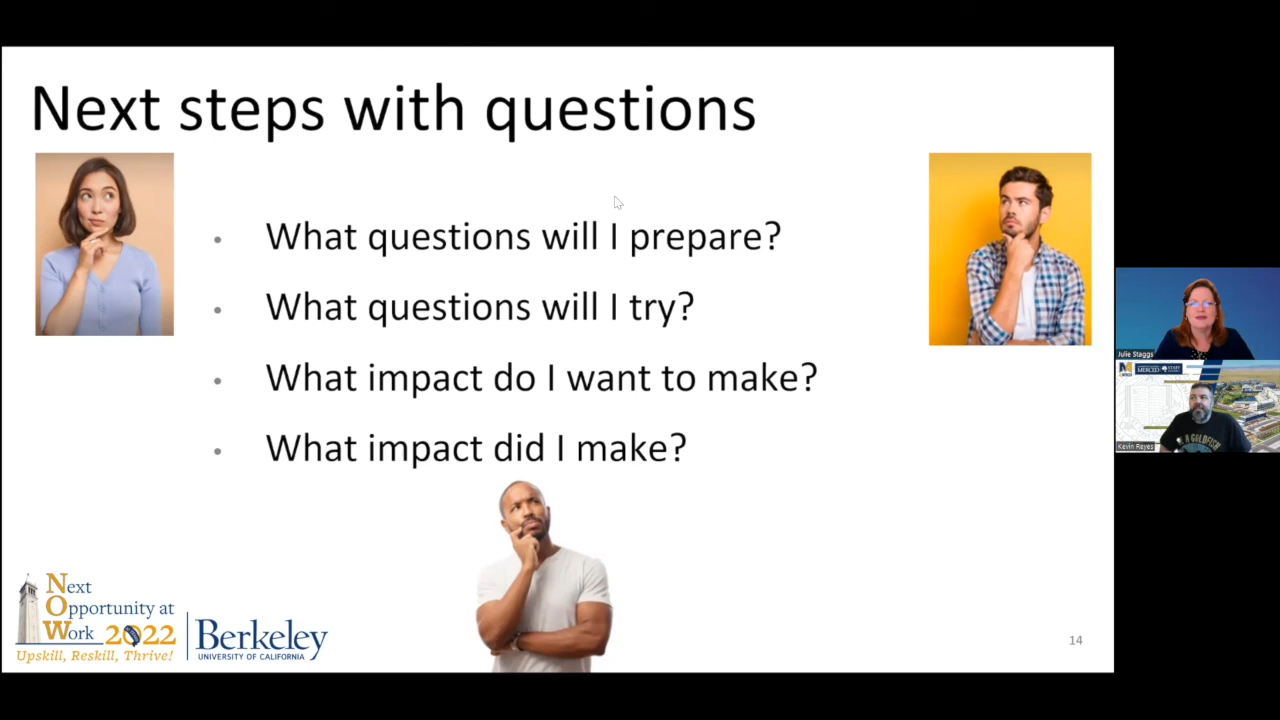 Next steps with questions
• What questions will I prepare?
• What questions will I try?
• What impact do I want to make?
• What impact did I make?
Julie Staggs
MERCED
Kevin Reyes
A GOLDFISH
Next
Opportunity at
Work 2022
Upskill, Reskill, Thrive!
Berkeley
UNIVERSITY OF CALIFORNIA
14